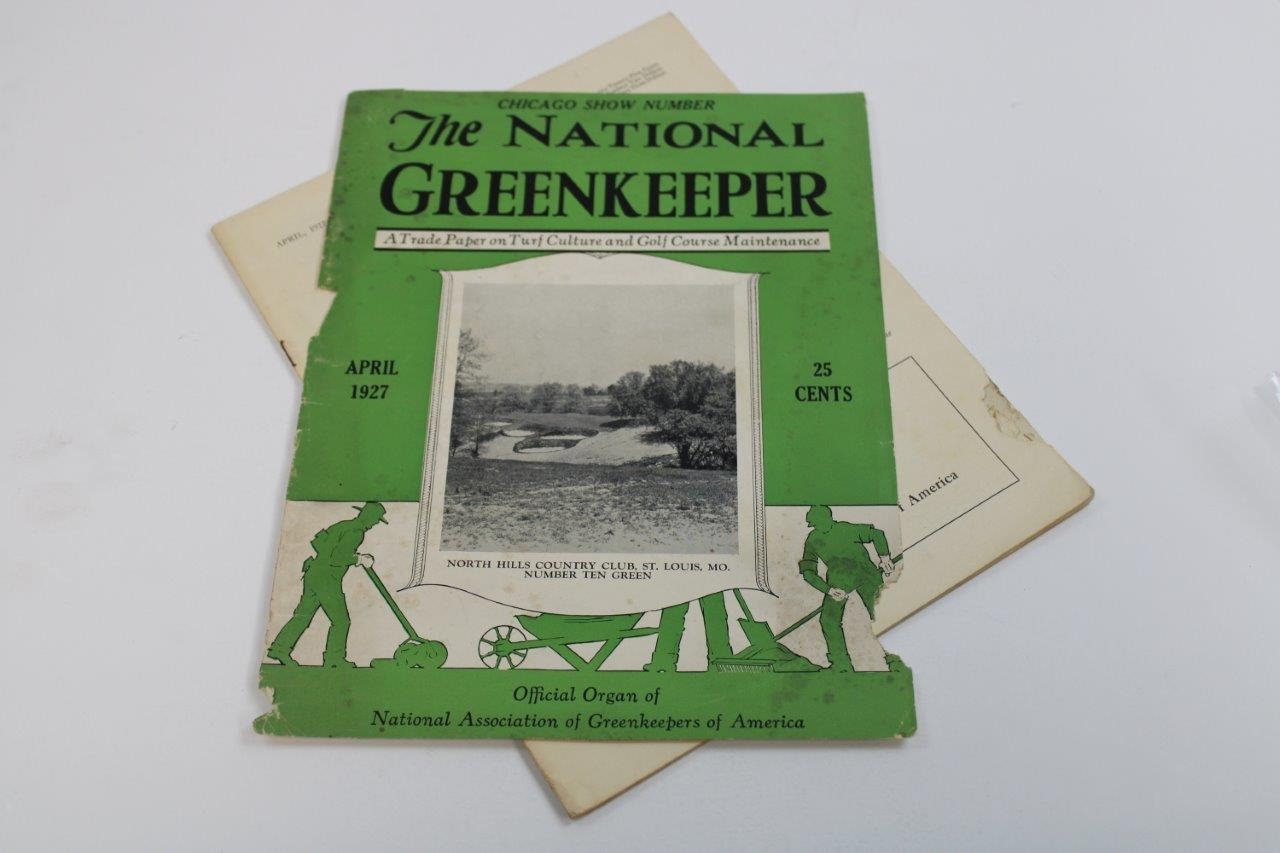 CHICAGO SHOW NUMBER
The NATIONAL
GREENKEEPER
A Trade Paper on Turf Culture and Golf Course Maintenance
APRIL
1927
25
CENTS
NORTH HILLS COUNTRY CLUB, ST. LOUIS, MO.
NUMBER TEN GREEN
Official Organ of
National Association of Greenkeepers of America
APRIL,
America